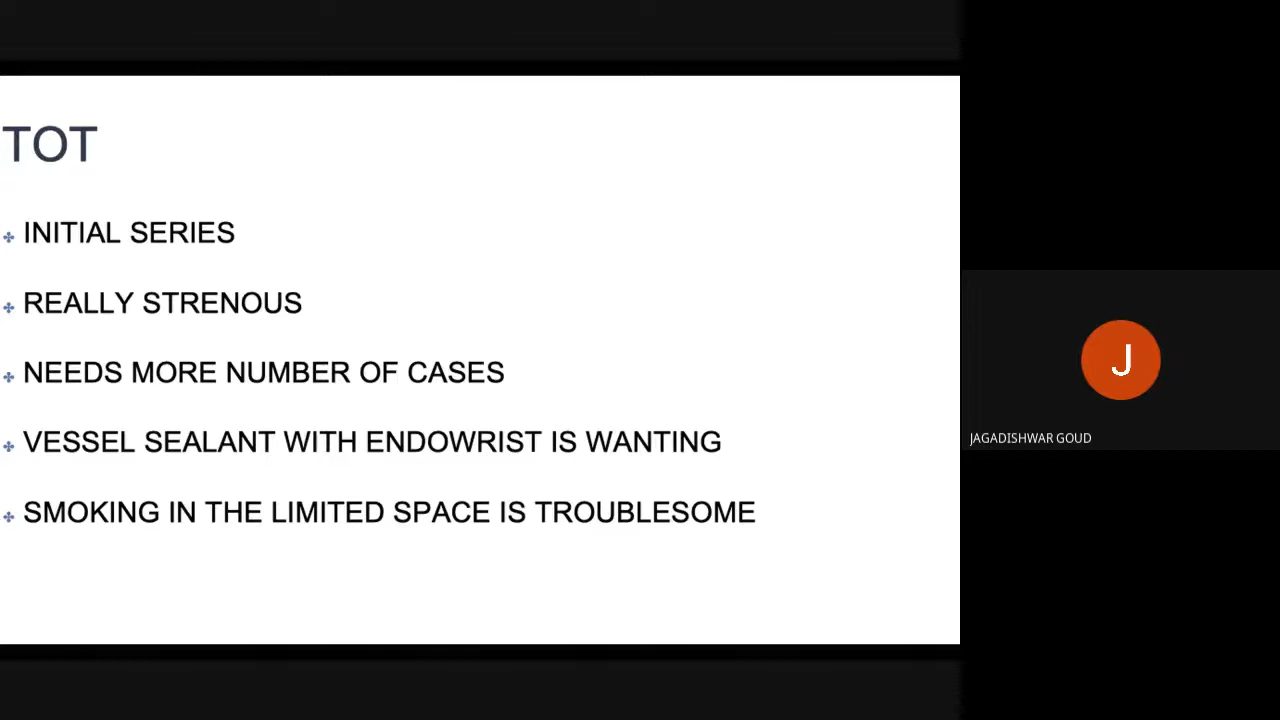 TOT
INITIAL SERIES
REALLY STRENOUS
NEEDS MORE NUMBER OF CASES
VESSEL SEALANT WITH ENDOWRIST IS WANTING
SMOKING IN THE LIMITED SPACE IS TROUBLESOME
J
JAGADISHWAR GOUD